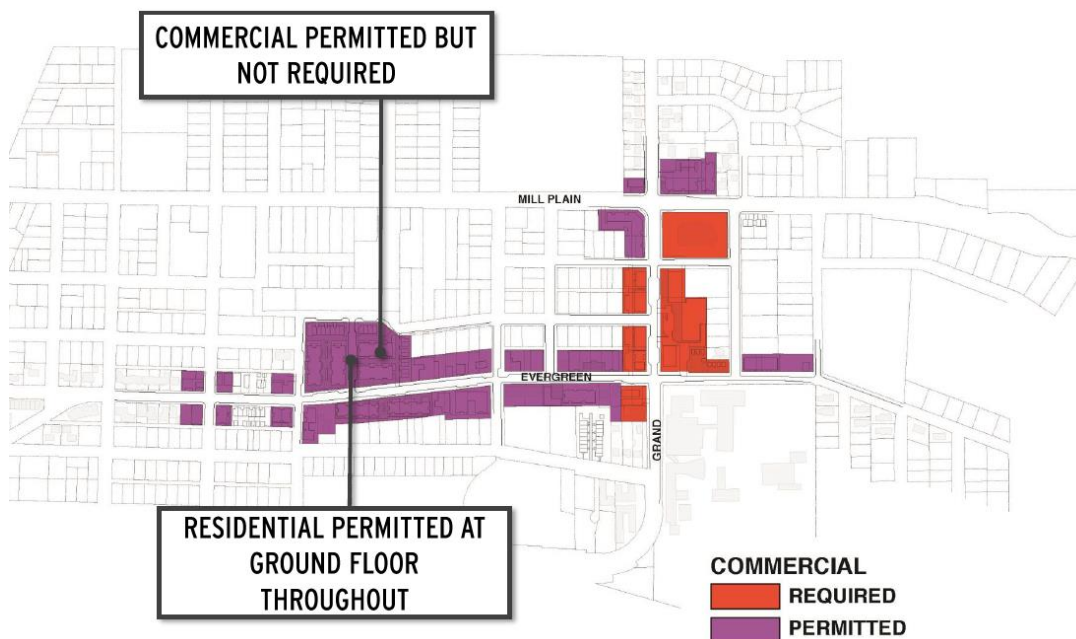 COMMERCIAL PERMITTED BUT
NOT REQUIRED
MILL PLAIN
EVERGREEN
GRAND
RESIDENTIAL PERMITTED AT
GROUND FLOOR
THROUGHOUT
COMMERCIAL
REQUIRED
PERMITTED